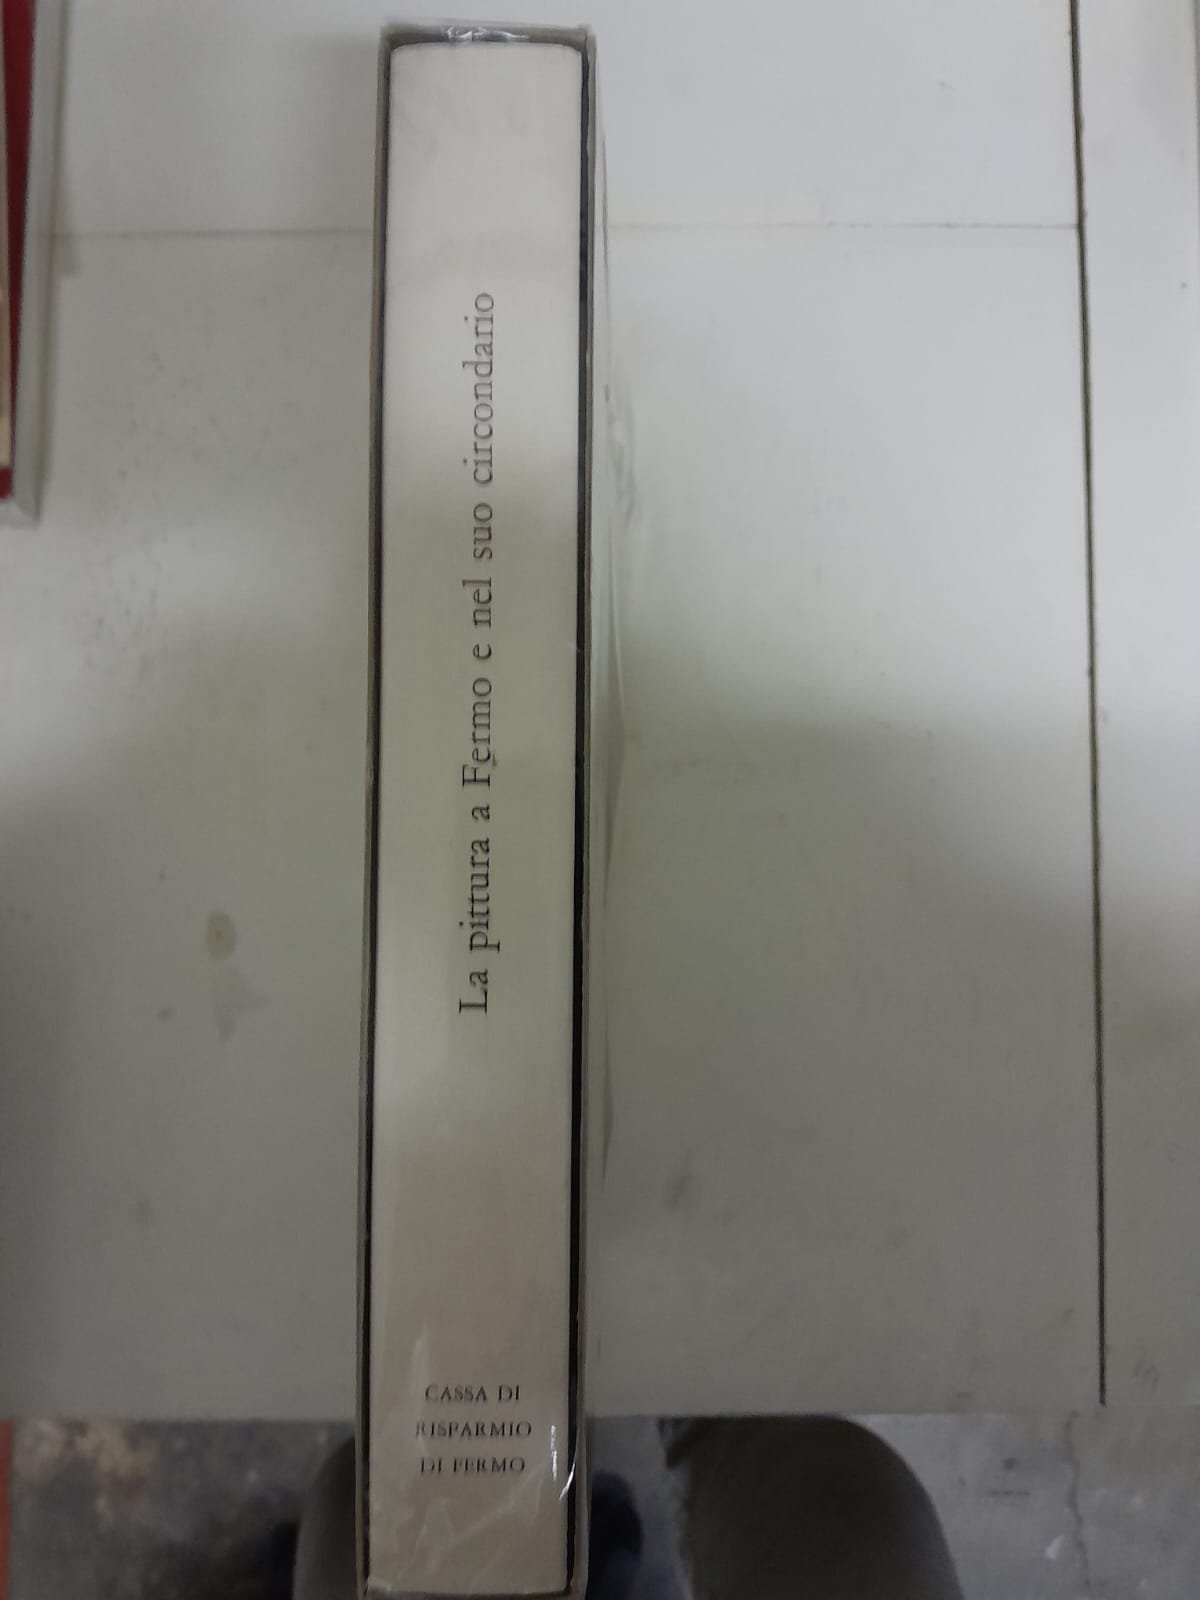 La pittura a Fermo e nel suo circondario
CASSA DI
RISPARMIO
DI FERMO